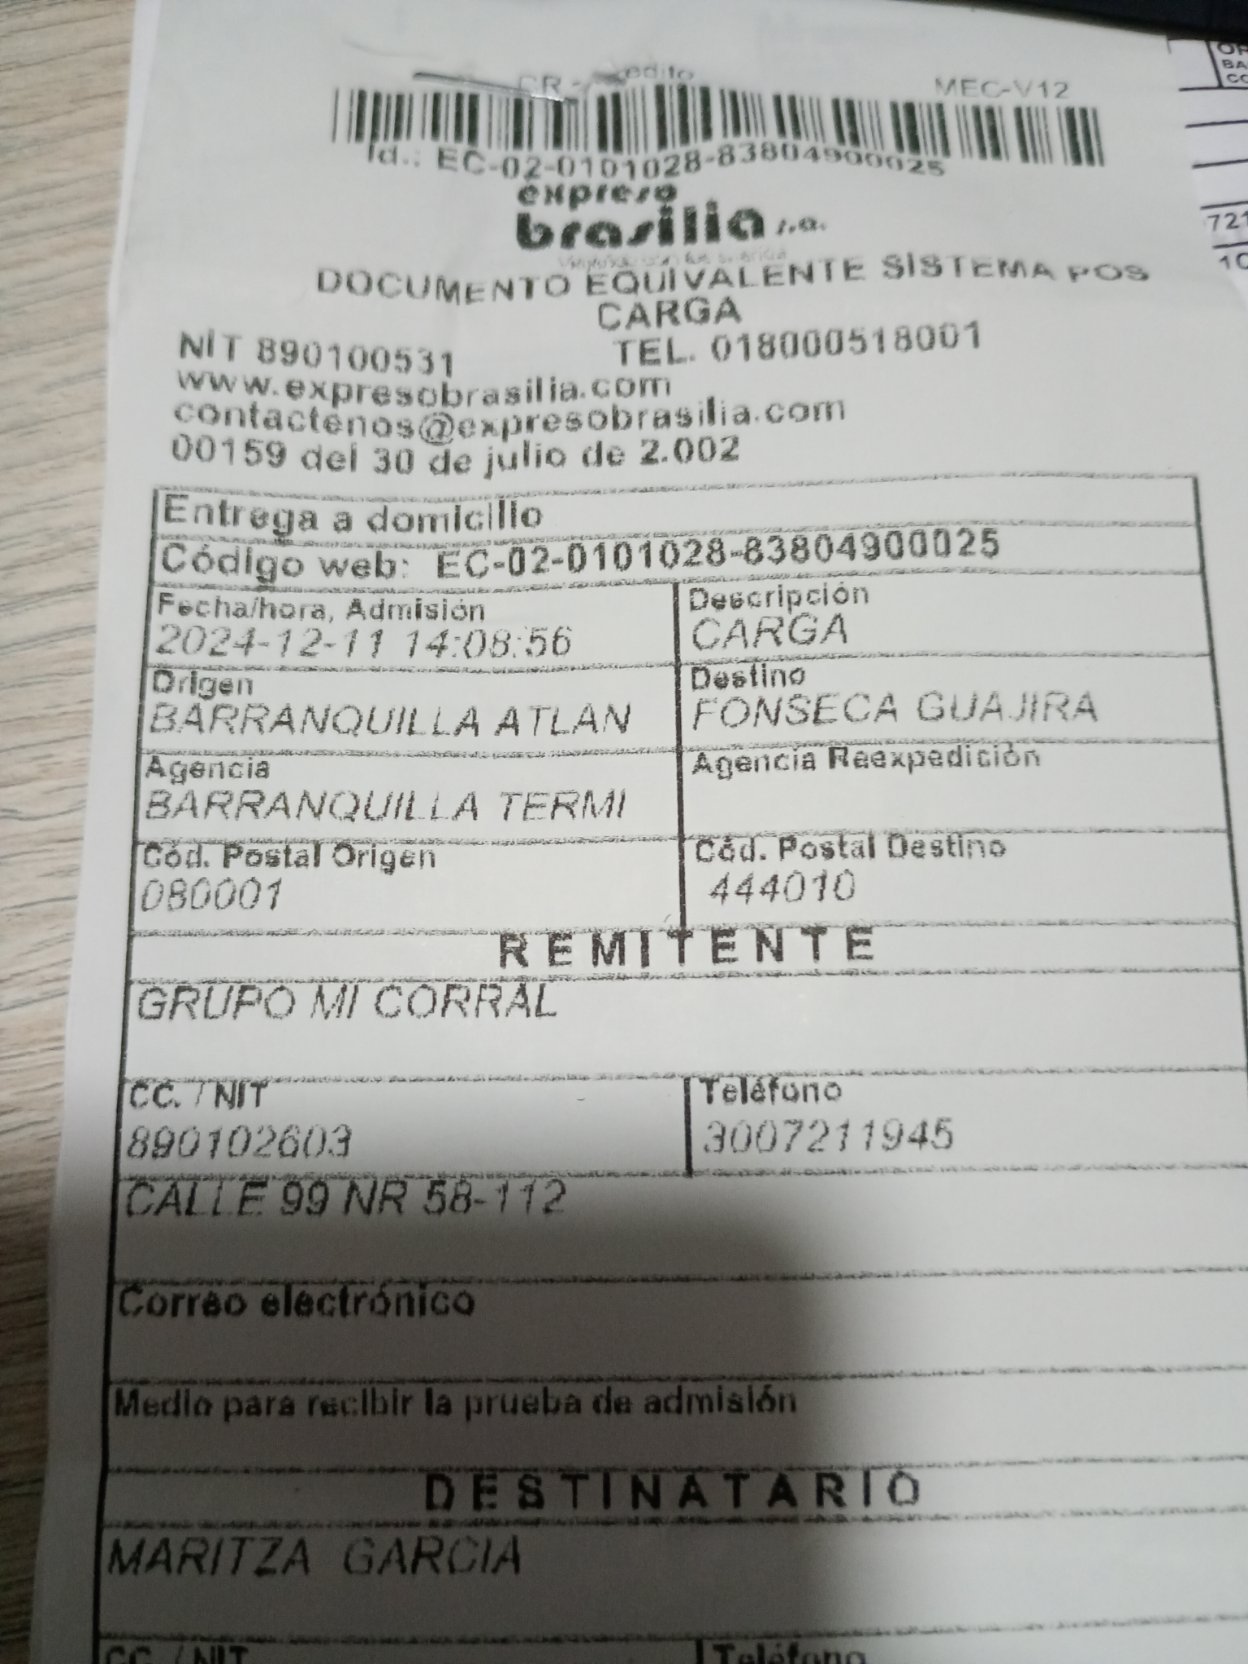 MEC-V12
Id.: EC-02-0101028-83804900025
expreso
brasilia s.a.
DOCUMENTO EQUIVALENTE SISTEMA POS
CARGA
NIT 890100531 TEL. 018000518001
www.expresobrasilia.com
contactenos@expresobrasilia.com
00159 del 30 de julio de 2.002
Entrega a domicilio
Código web: EC-02-0101028-83804900025
Fecha/hora, Admisión Descripción
2024-12-11 14:08:56 CARGA
Origen Destino
BARRANQUILLA ATLAN FONSECA GUAJIRA
Agencia Agencia Reexpedición
BARRANQUILLA TERMI
Cód. Postal Origen Cód. Postal Destino
080001 444010
REMITENTE
GRUPO MI CORRAL
CC. / NIT Teléfono
890102603 3007211945
CALLE 99 NR 58-112
Correo electrónico
Medio para recibir la prueba de admisión
DESTINATARIO
MARITZA GARCIA
CC. / NIT Teléfono